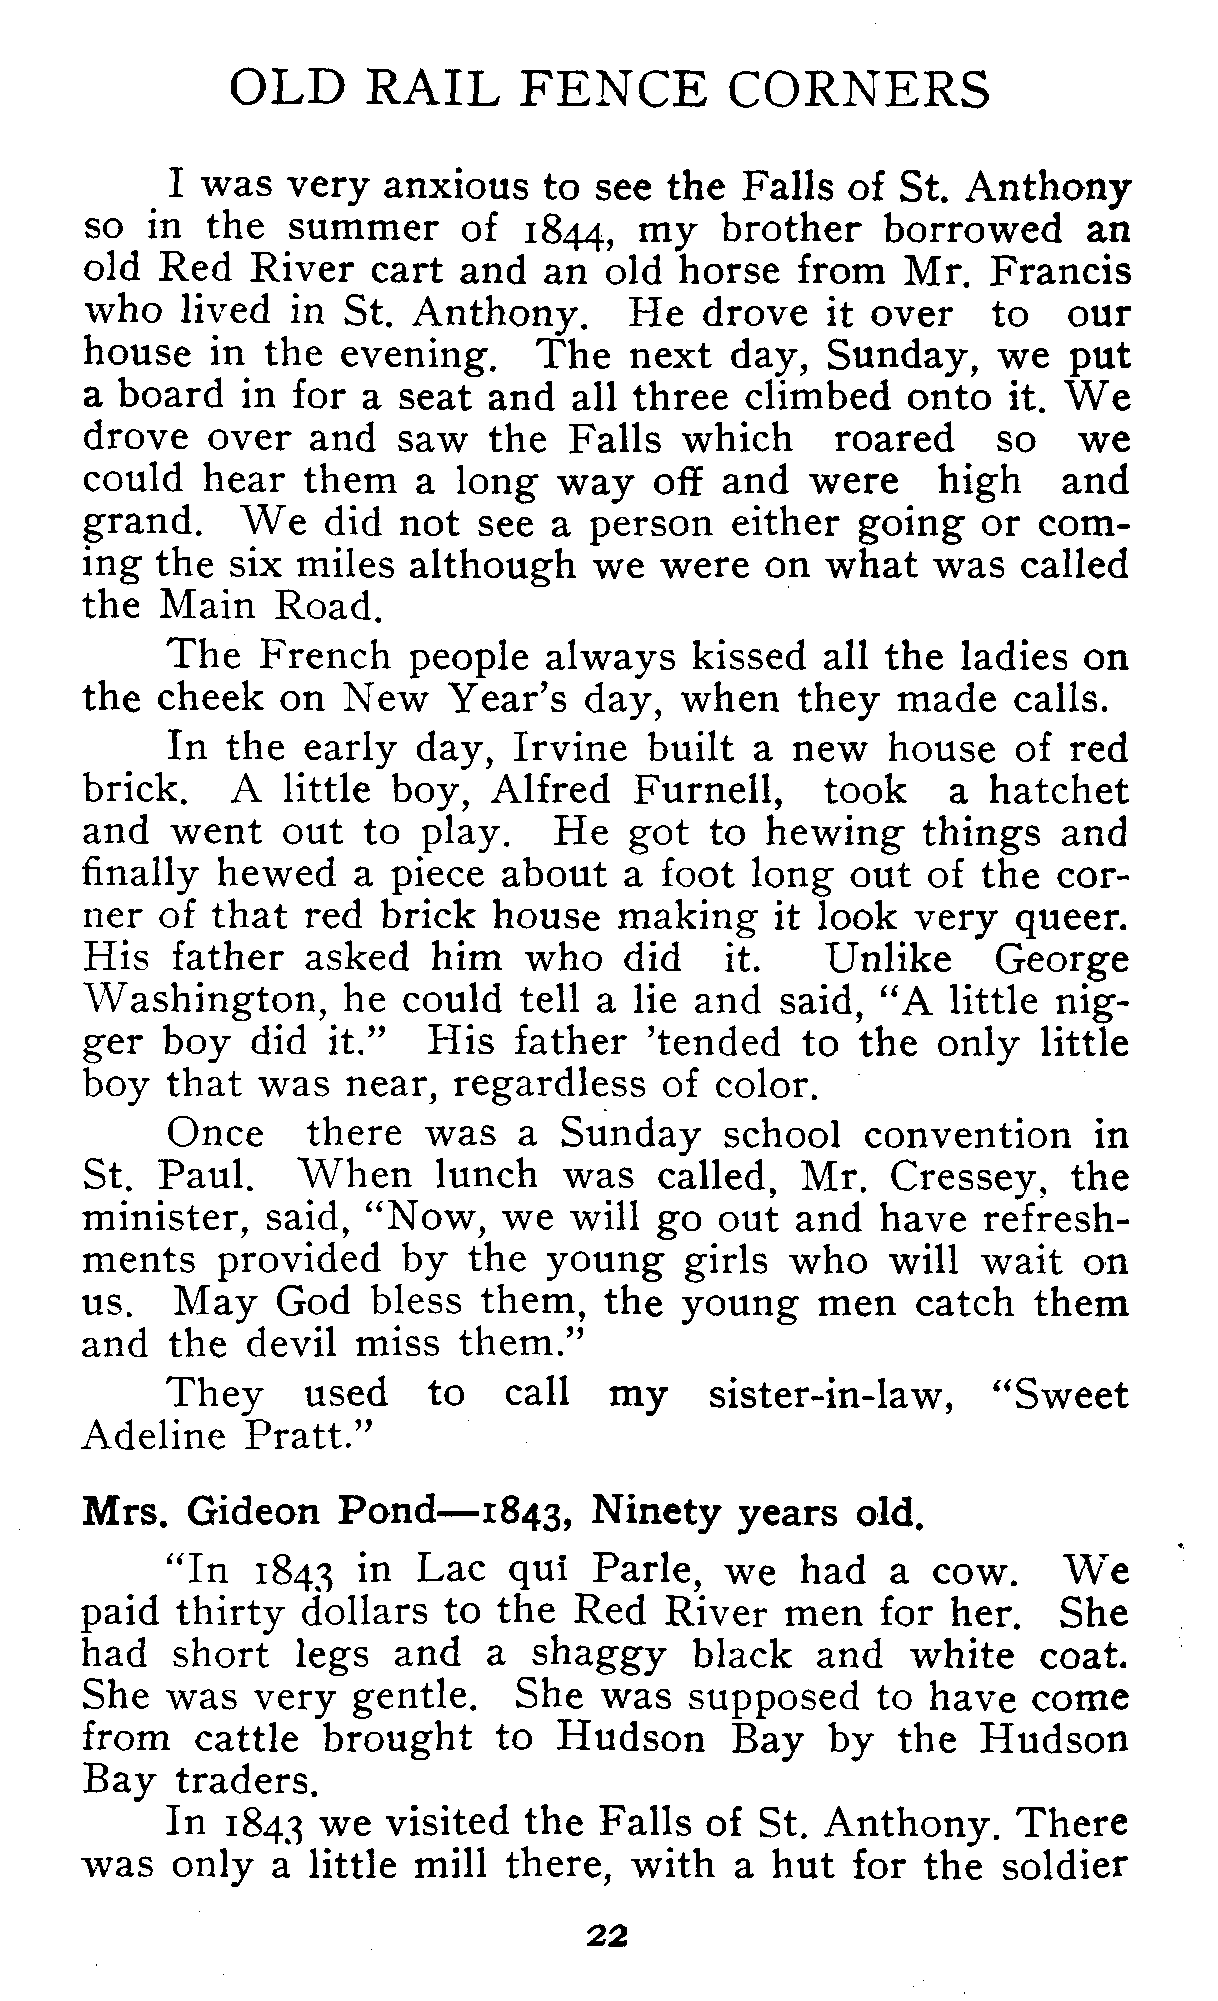 OLD RAIL FENCE CORNERS
I was very anxious to see the Falls of St. Anthony
so in the summer of 1844, my brother borrowed an
old Red River cart and an old horse from Mr. Francis
who lived in St. Anthony. He drove it over to our
house in the evening. The next day, Sunday, we put
a board in for a seat and all three climbed onto it. We
drove over and saw the Falls which roared so we
could hear them a long way off and were high and
grand. We did not see a person either going or com-
ing the six miles although we were on what was called
the Main Road.
The French people always kissed all the ladies on
the cheek on New Year's day, when they made calls.
In the early day, Irvine built a new house of red
brick. A little boy, Alfred Furnell, took a hatchet
and went out to play. He got to hewing things and
finally hewed a piece about a foot long out of the cor-
ner of that red brick house making it look very queer.
His father asked him who did it. Unlike George
Washington, he could tell a lie and said, "A little nig-
ger boy did it." His father 'tended to the only little
boy that was near, regardless of color.
Once there was a Sunday school convention in
St. Paul. When lunch was called, Mr. Cressey, the
minister, said, "Now, we will go out and have refresh-
ments provided by the young girls who will wait on
us. May God bless them, the young men catch them
and the devil miss them."
They used to call my sister-in-law, "Sweet
Adeline Pratt."
Mrs. Gideon Pond—1843, Ninety years old.
"In 1843 in Lac qui Parle, we had a cow. We
paid thirty dollars to the Red River men for her. She
had short legs and a shaggy black and white coat.
She was very gentle. She was supposed to have come
from cattle brought to Hudson Bay by the Hudson
Bay traders.
In 1843 we visited the Falls of St. Anthony. There
was only a little mill there, with a hut for the soldier
22